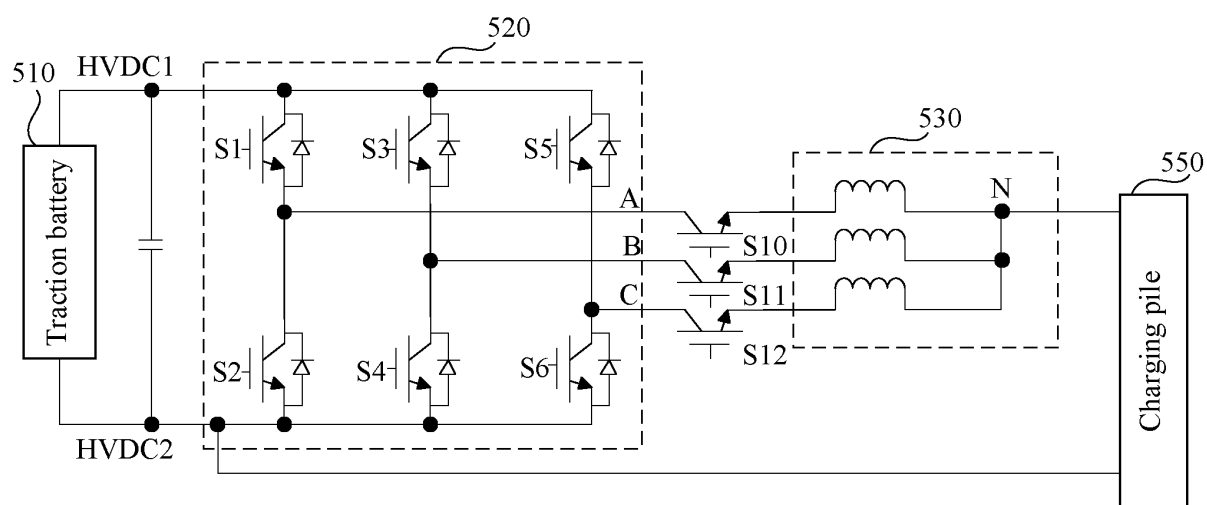 520
510
HVDC1
530
S1
S3
S5
550
A
N
S10
B
S11
C
S12
S2
S4
S6
HVDC2
Traction battery
Charging pile